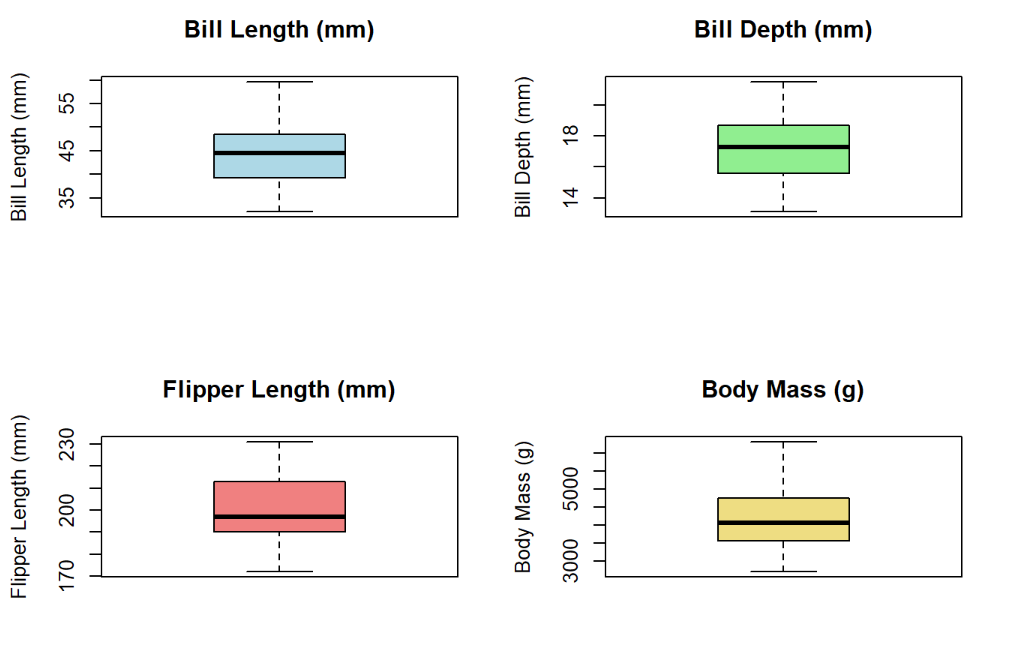 Bill Length (mm)
Bill Length (mm)
55
45
35
Bill Depth (mm)
Bill Depth (mm)
18
14
Flipper Length (mm)
Flipper Length (mm)
230
200
170
Body Mass (g)
Body Mass (g)
5000
3000